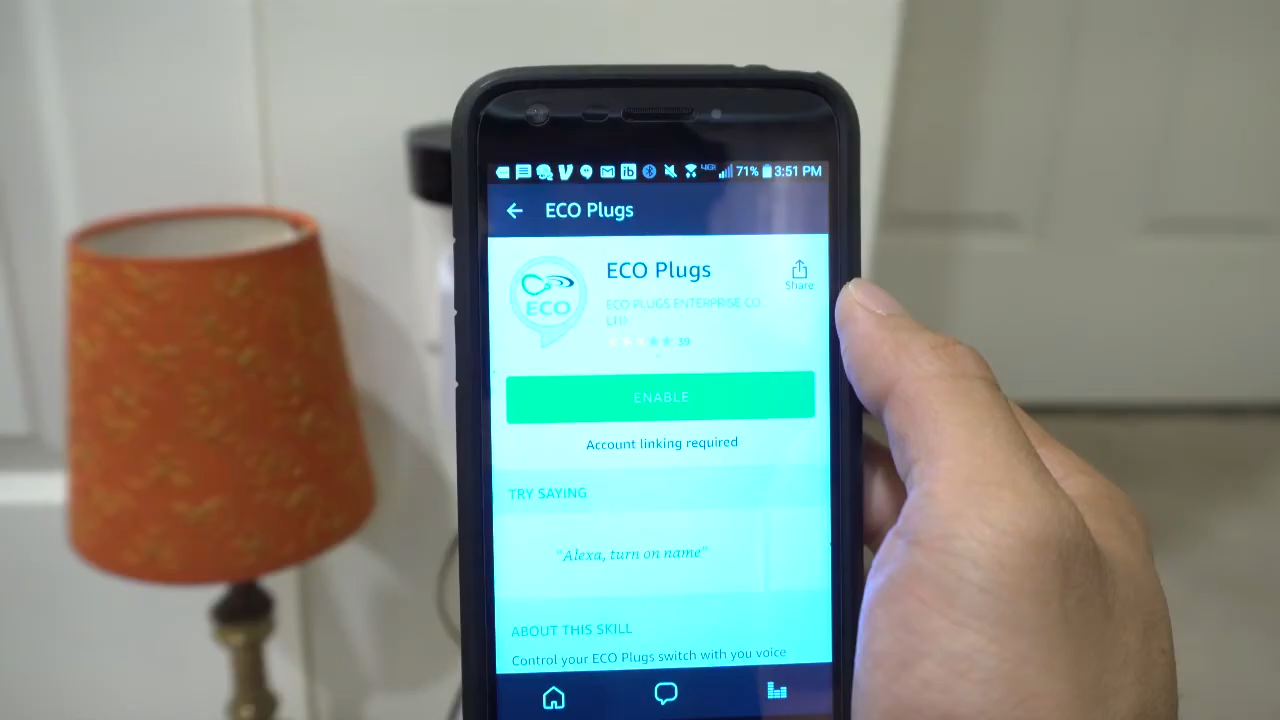 71% 3:51 PM
ECO Plugs
ECO
ECO Plugs
Share
ECO PLUGS ENTERPRISE CO.,
LTD.
39
ENABLE
Account linking required
TRY SAYING
"Alexa, turn on name"
ABOUT THIS SKILL
Control your ECO Plugs switch with you voice